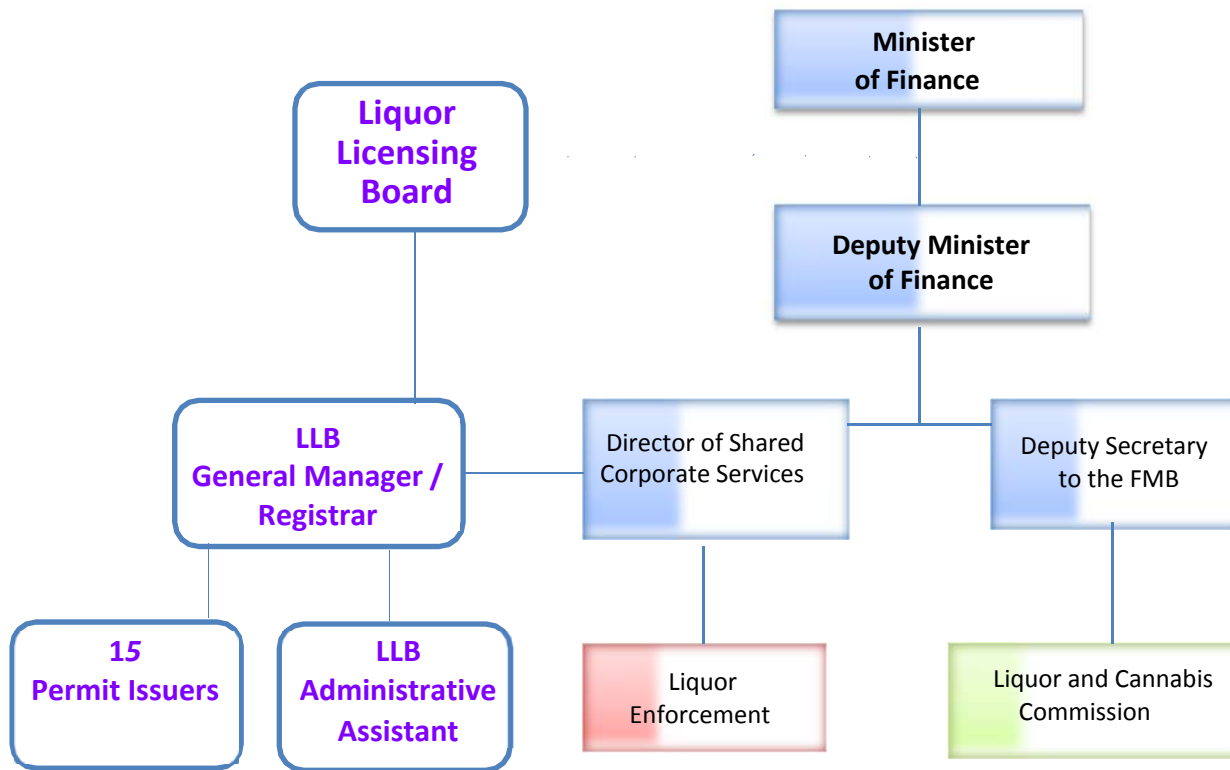 Minister
of Finance
Liquor
Licensing
Board
Deputy Minister
of Finance
LLB
General Manager /
Registrar
Director of Shared
Corporate Services
Deputy Secretary
to the FMB
15
Permit Issuers
LLB
Administrative
Assistant
Liquor
Enforcement
Liquor and Cannabis
Commission